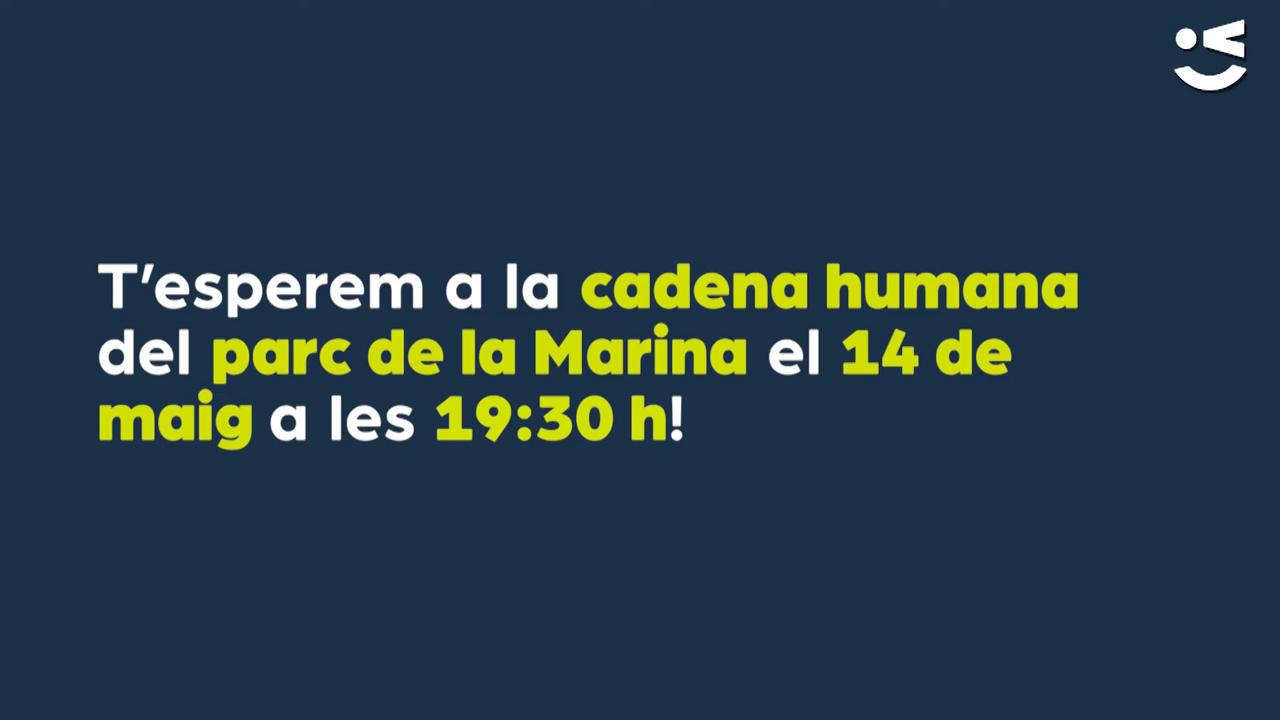 T’esperem a la cadena humana
del parc de la Marina el 14 de
maig a les 19:30 h!